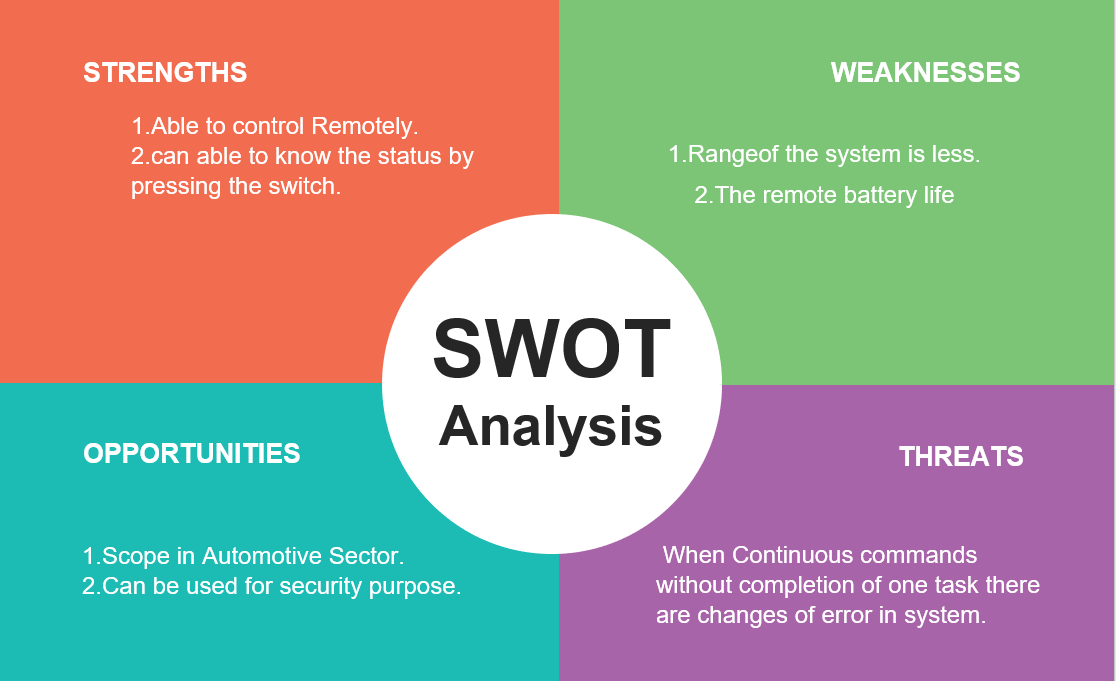 STRENGTHS
1.Able to control Remotely.
2.can able to know the status by
pressing the switch.
WEAKNESSES
1.Rangeof the system is less.
2.The remote battery life
SWOT
Analysis
OPPORTUNITIES
1.Scope in Automotive Sector.
2.Can be used for security purpose.
THREATS
When Continuous commands
without completion of one task there
are changes of error in system.